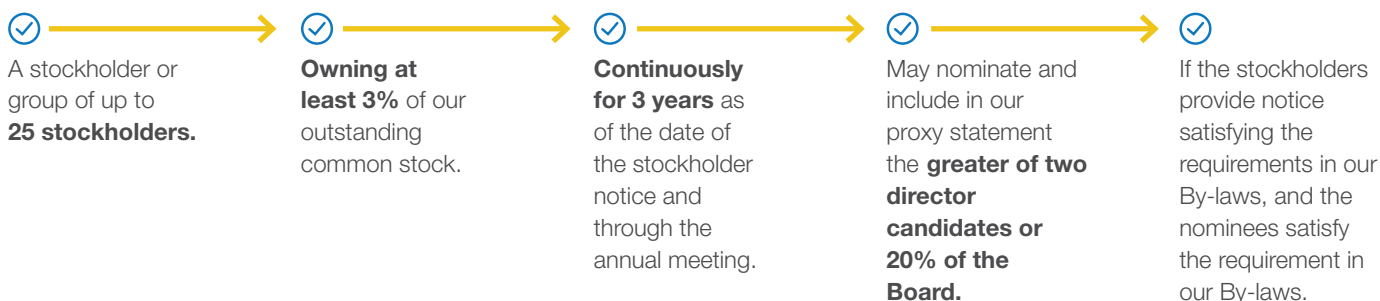 A stockholder or
group of up to
25 stockholders.
Owning at
least 3% of our
outstanding
common stock.
Continuously
for 3 years as
of the date of
the stockholder
notice and
through the
annual meeting.
May nominate and
include in our
proxy statement
the greater of two
director
candidates or
20% of the
Board.
If the stockholders
provide notice
satisfying the
requirements in our
By-laws, and the
nominees satisfy
the requirement in
our By-laws.